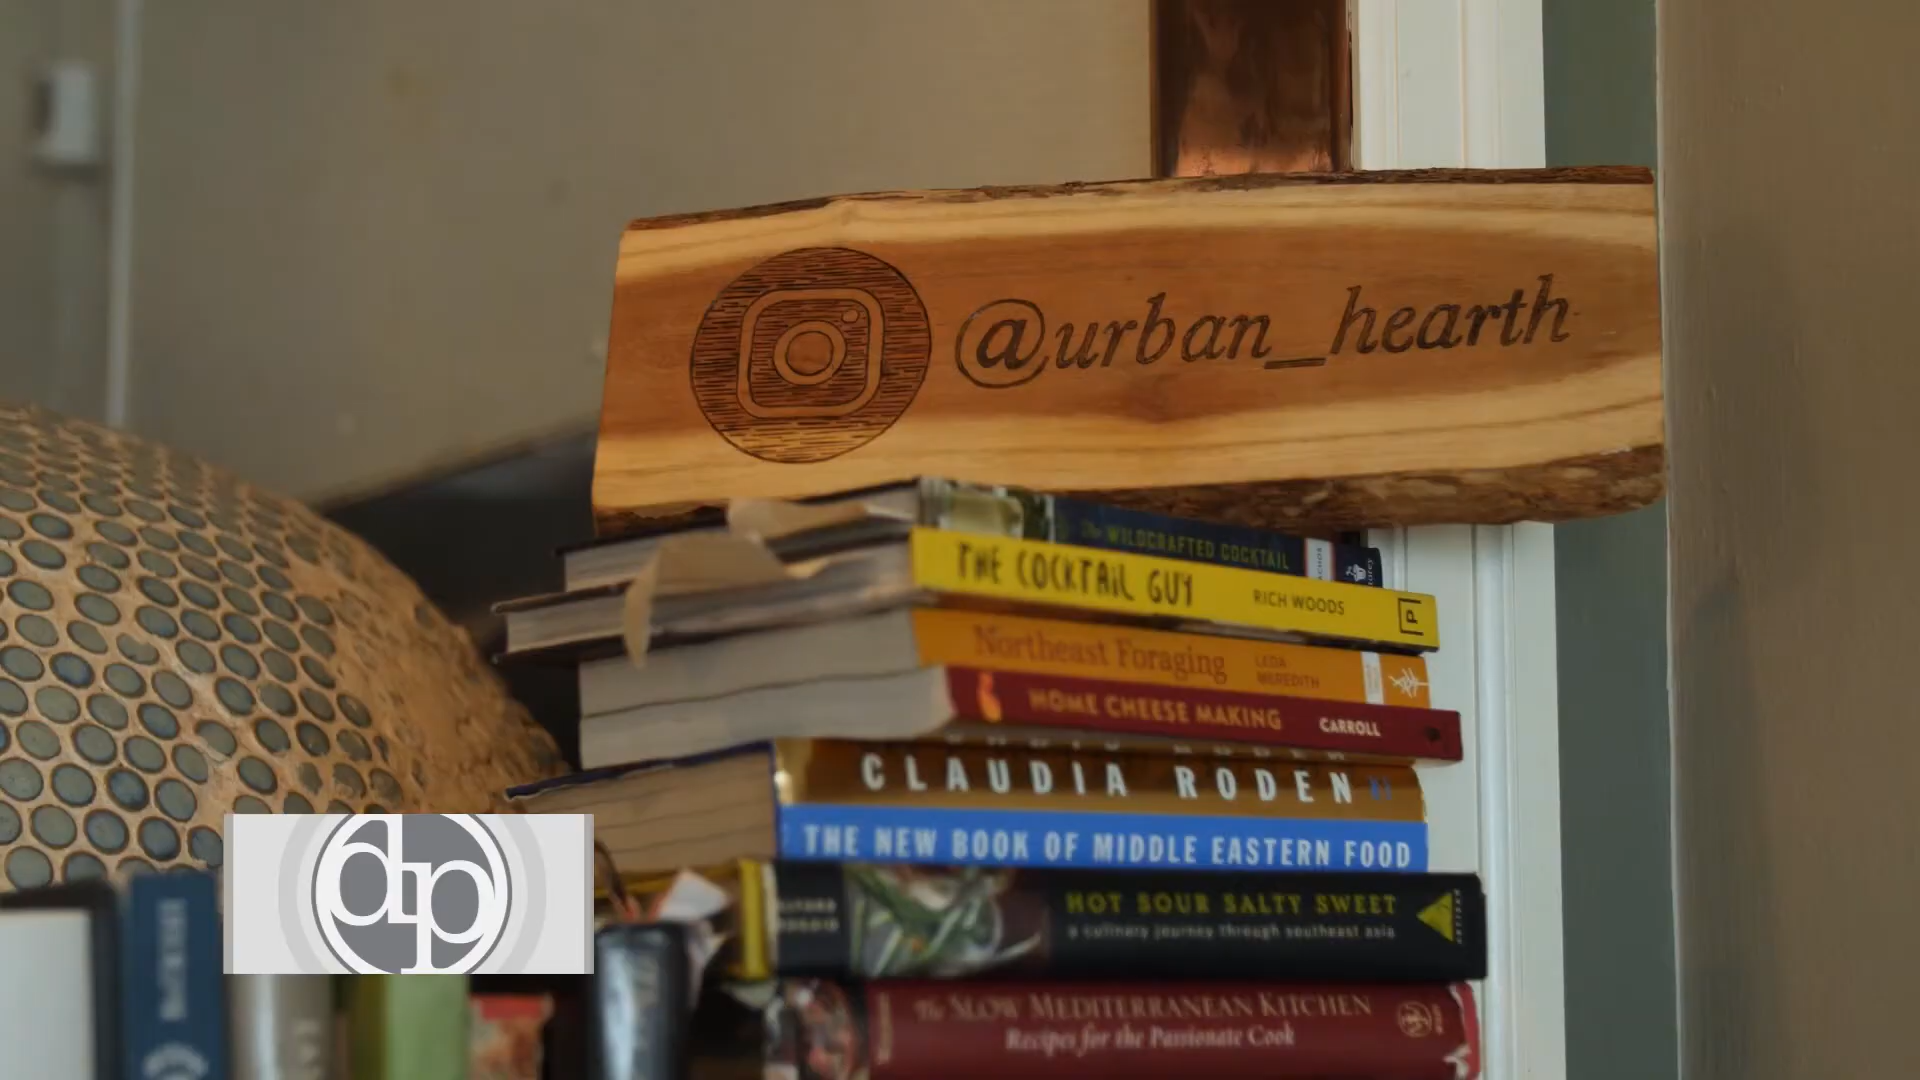 @urban_hearth
The WILDCRAFTED COCKTAIL
THE COCKTAIL GUY RICH WOODS P
Northeast Foraging LEDA MEREDITH
HOME CHEESE MAKING CARROLL
CLAUDIA RODEN
THE NEW BOOK OF MIDDLE EASTERN FOOD
HOT SOUR SALTY SWEET
a culinary journey through southeast asia
dp
The SLOW MEDITERRANEAN KITCHEN
Recipes for the Passionate Cook